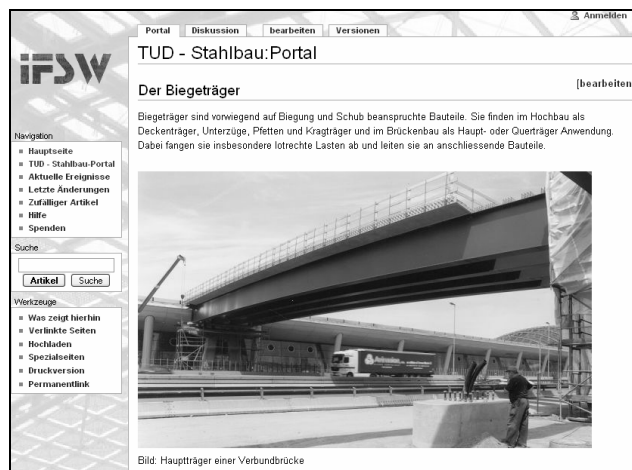 Anmelden
Portal Diskussion bearbeiten Versionen
iFSW
TUD - Stahlbau:Portal
Der Biegeträger
[bearbeiten
Biegeträger sind vorwiegend auf Biegung und Schub beanspruchte Bauteile. Sie finden im Hochbau als
Deckenträger, Unterzüge, Pfetten und Kragträger und im Brückenbau als Haupt- oder Querträger Anwendung.
Dabei fangen sie insbesondere lotrechte Lasten ab und leiten sie an anschliessende Bauteile.
Navigation
Hauptseite
TUD - Stahlbau-Portal
Aktuelle Ereignisse
Letzte Änderungen
Zufälliger Artikel
Hilfe
Spenden
Suche
Artikel Suche
Werkzeuge
Was zeigt hierhin
Verlinkte Seiten
Hochladen
Spezialseiten
Druckversion
Permanentlink
Bild: Hauptträger einer Verbundbrücke